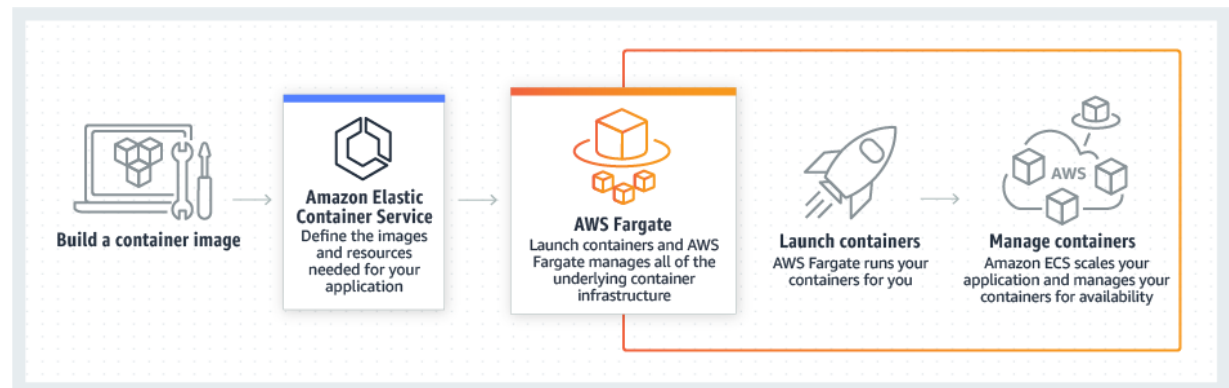 Build a container image
Amazon Elastic
Container Service
Define the images
and resources
needed for your
application
AWS Fargate
Launch containers and AWS
Fargate manages all of the
underlying container
infrastructure
Launch containers
AWS Fargate runs your
containers for you
AWS
Manage containers
Amazon ECS scales your
application and manages your
containers for availability